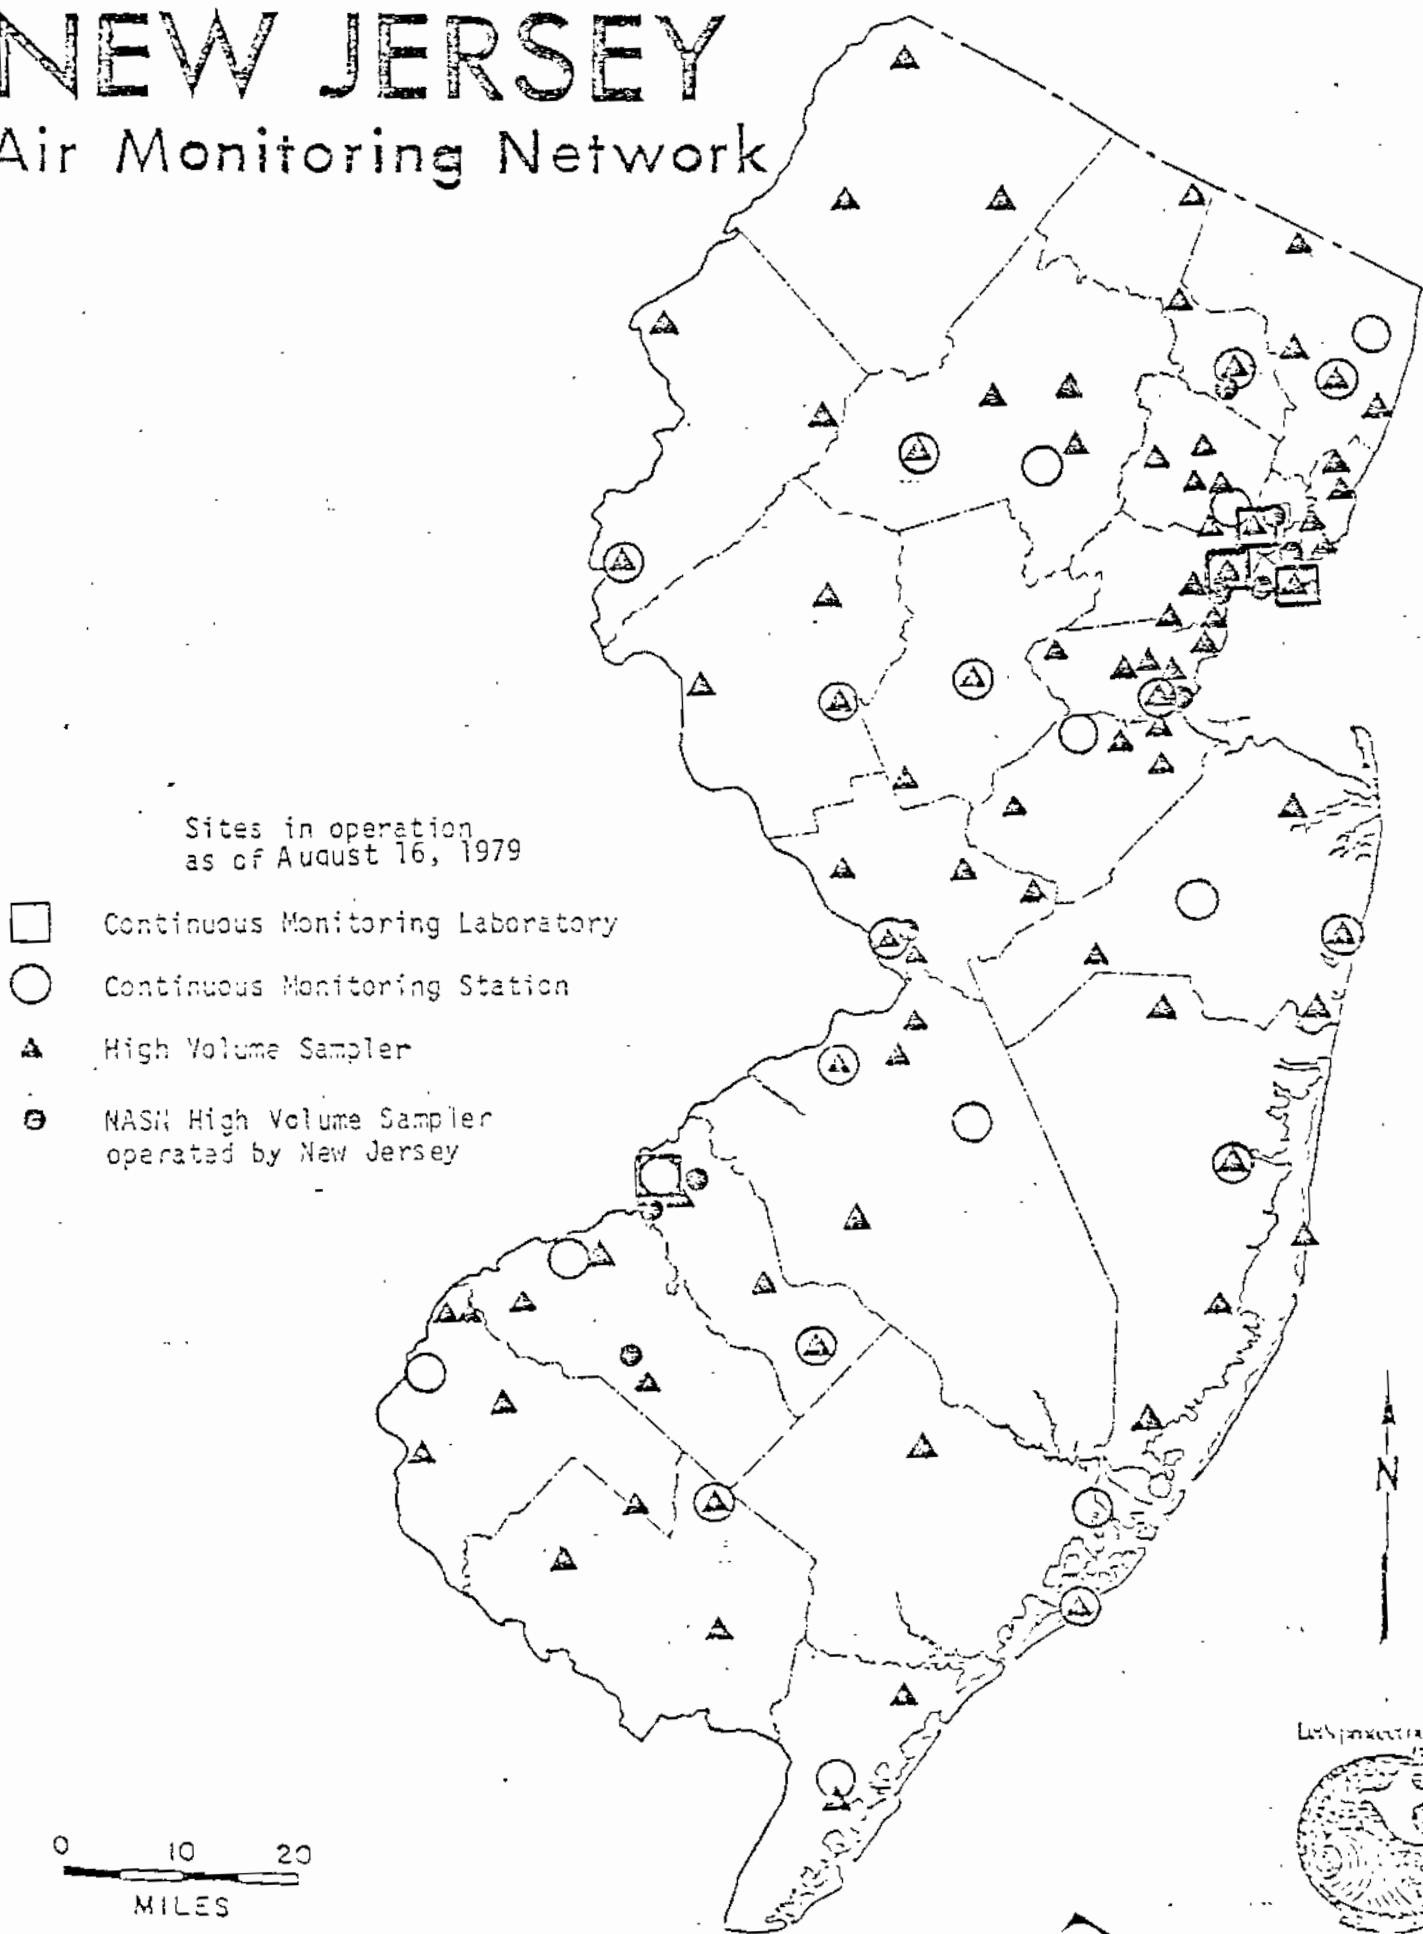 NEW JERSEY
Air Monitoring Network
Sites in operation
as of August 16, 1979
Continuous Monitoring Laboratory
Continuous Monitoring Station
High Volume Sampler
NASN High Volume Sampler
operated by New Jersey
N
0 10 20
MILES